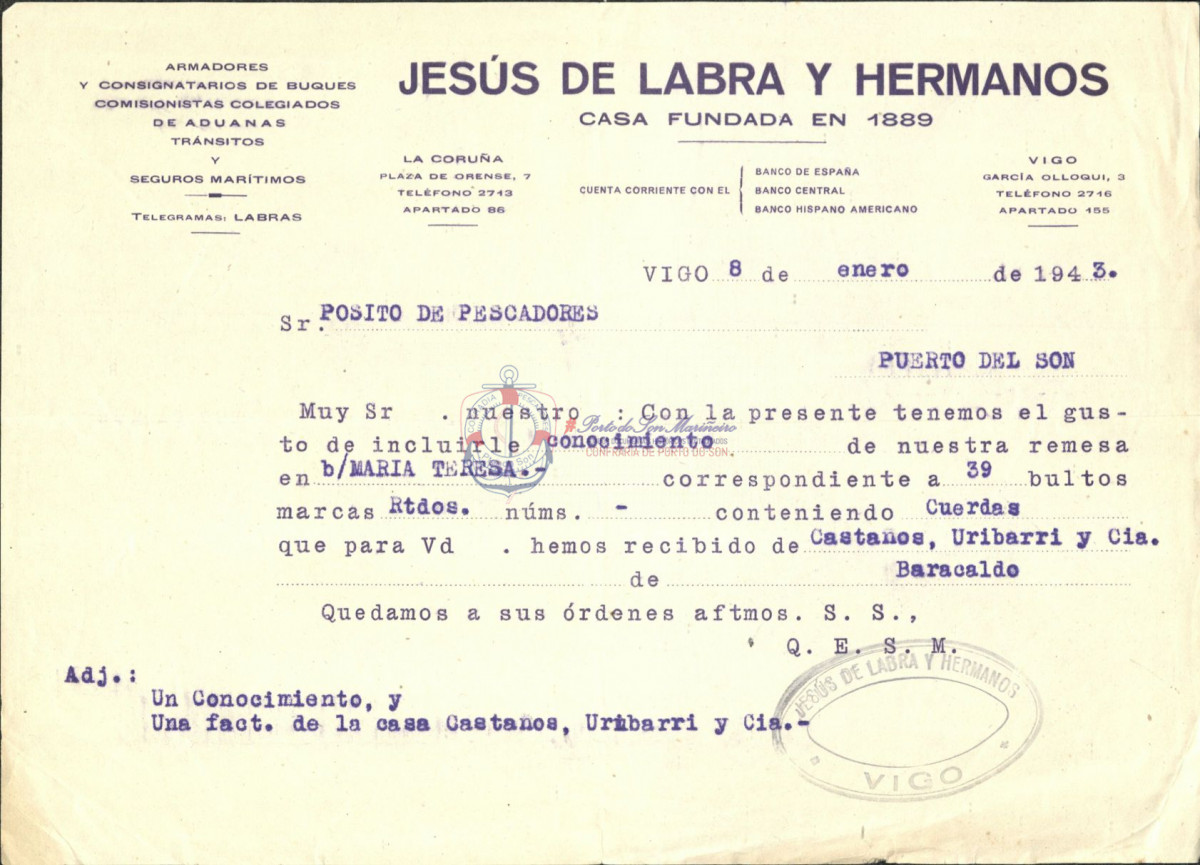 ARMADORES
Y CONSIGNATARIOS DE BUQUES
COMISIONISTAS COLEGIADOS
DE ADUANAS
TRÁNSITOS
Y
SEGUROS MARÍTIMOS
TELEGRAMAS: LABRAS
JESÚS DE LABRA Y HERMANOS
CASA FUNDADA EN 1889
LA CORUÑA
PLAZA DE ORENSE, 7
TELÉFONO 2713
APARTADO 86
CUENTA CORRIENTE CON EL
BANCO DE ESPAÑA
BANCO CENTRAL
BANCO HISPANO AMERICANO
VIGO
GARCÍA OLLOQUI, 3
TELÉFONO 2716
APARTADO 155
VIGO 8 de enero de 1943.
Sr. POSITO DE PESCADORES
PUERTO DEL SON
Muy Sr . nuestro : Con la presente tenemos el gus-
to de incluirle conocimiento de nuestra remesa
en b/MARIA TERESA.- correspondiente a 39 bultos
marcas Rtdos. núms. - conteniendo Cuerdas
que para Vd . hemos recibido de Castaños, Uribarri y Cia.
de Baracaldo
Quedamos a sus órdenes aftmos. S. S.,
Q. E. S. M.
Adj.:
Un Conocimiento, y
Una fact. de la casa Castaños, Uribarri y Cia.-
JESÚS DE LABRA Y HERMANOS
VIGO
#PortodoSonMariñeiro
CONFRARIA DE PORTO DO SON